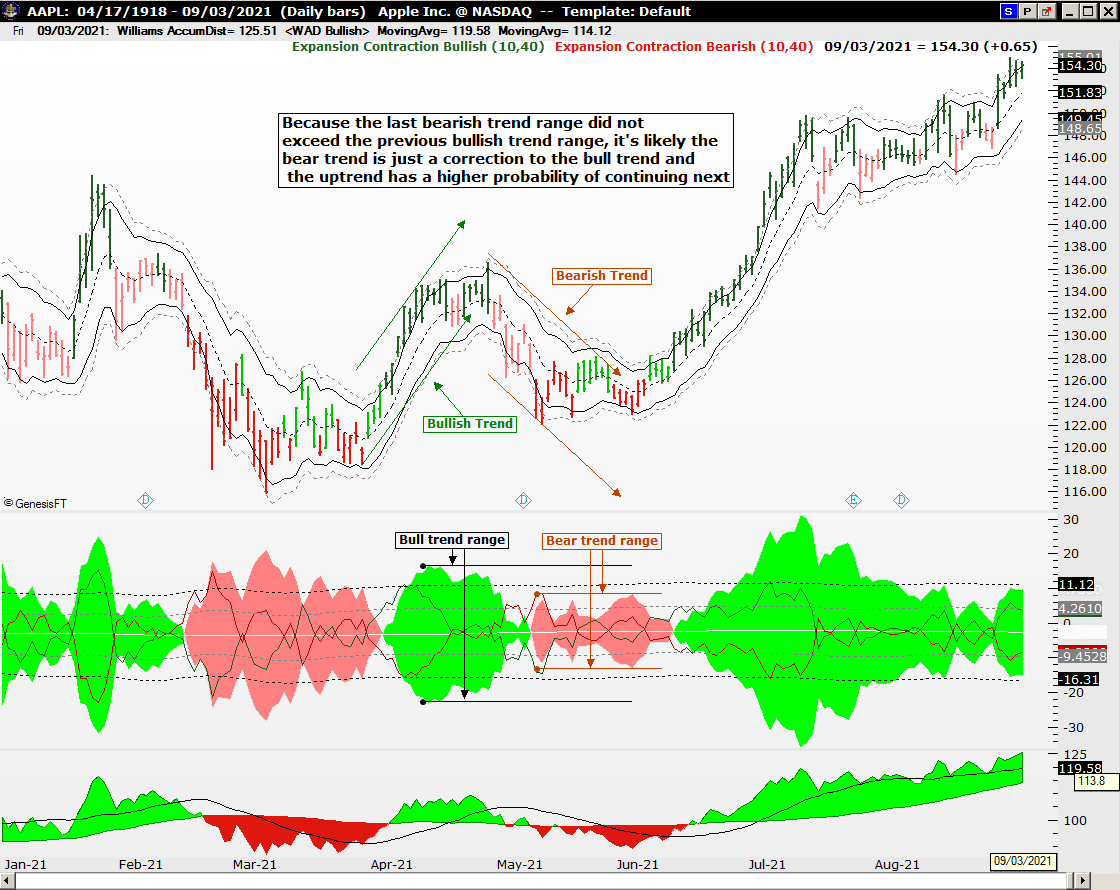 AAPL: 04/17/1918 - 09/03/2021 (Daily bars) Apple Inc. @ NASDAQ -- Template: Default
S P
Fri 09/03/2021: Williams AccumDist= 125.51 <WAD Bullish> MovingAvg= 119.58 MovingAvg= 114.12
Expansion Contraction Bullish (10,40) Expansion Contraction Bearish (10,40) 09/03/2021 = 154.30 (+0.65)
154.30
151.83
148.65
146.00
144.00
142.00
140.00
138.00
136.00
134.00
132.00
130.00
128.00
126.00
124.00
122.00
120.00
118.00
116.00
Because the last bearish trend range did not
exceed the previous bullish trend range, it's likely the
bear trend is just a correction to the bull trend and
the uptrend has a higher probability of continuing next
Bearish Trend
Bullish Trend
© GenesisFT
D
D
E
D
Bull trend range
Bear trend range
30
20
11.12
4.2610
0
-9.4528
-16.31
-20
-30
125
119.58
113.8
100
Jan-21 Feb-21 Mar-21 Apr-21 May-21 Jun-21 Jul-21 Aug-21 09/03/2021